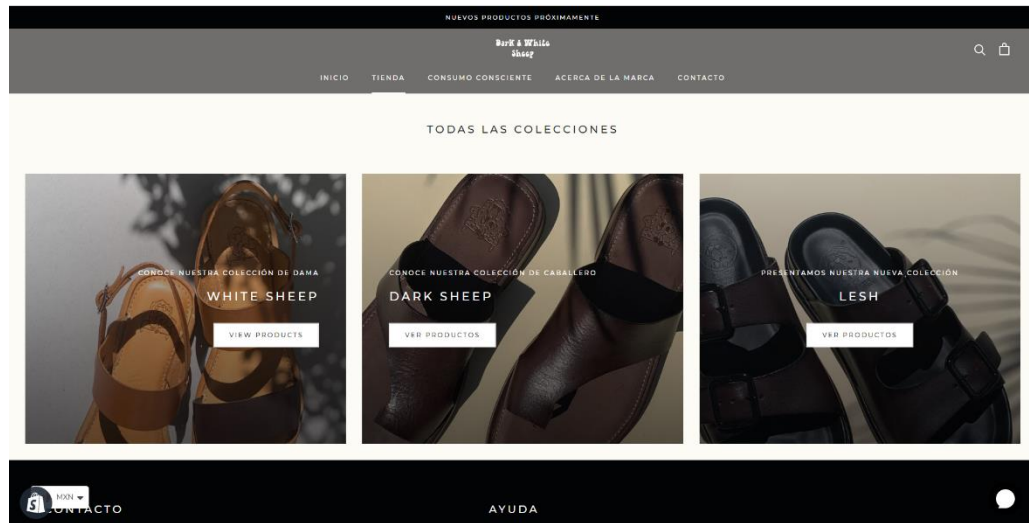 NUEVOS PRODUCTOS PRÓXIMAMENTE
Dark & White
Sheep
INICIO TIENDA CONSUMO CONSCIENTE ACERCA DE LA MARCA CONTACTO
TODAS LAS COLECCIONES
CONOCE NUESTRA COLECCIÓN DE DAMA
WHITE SHEEP
VIEW PRODUCTS
CONOCE NUESTRA COLECCIÓN DE CABALLERO
DARK SHEEP
VER PRODUCTOS
PRESENTAMOS NUESTRA NUEVA COLECCIÓN
LESH
VER PRODUCTOS
MXN
CONTACTO
AYUDA